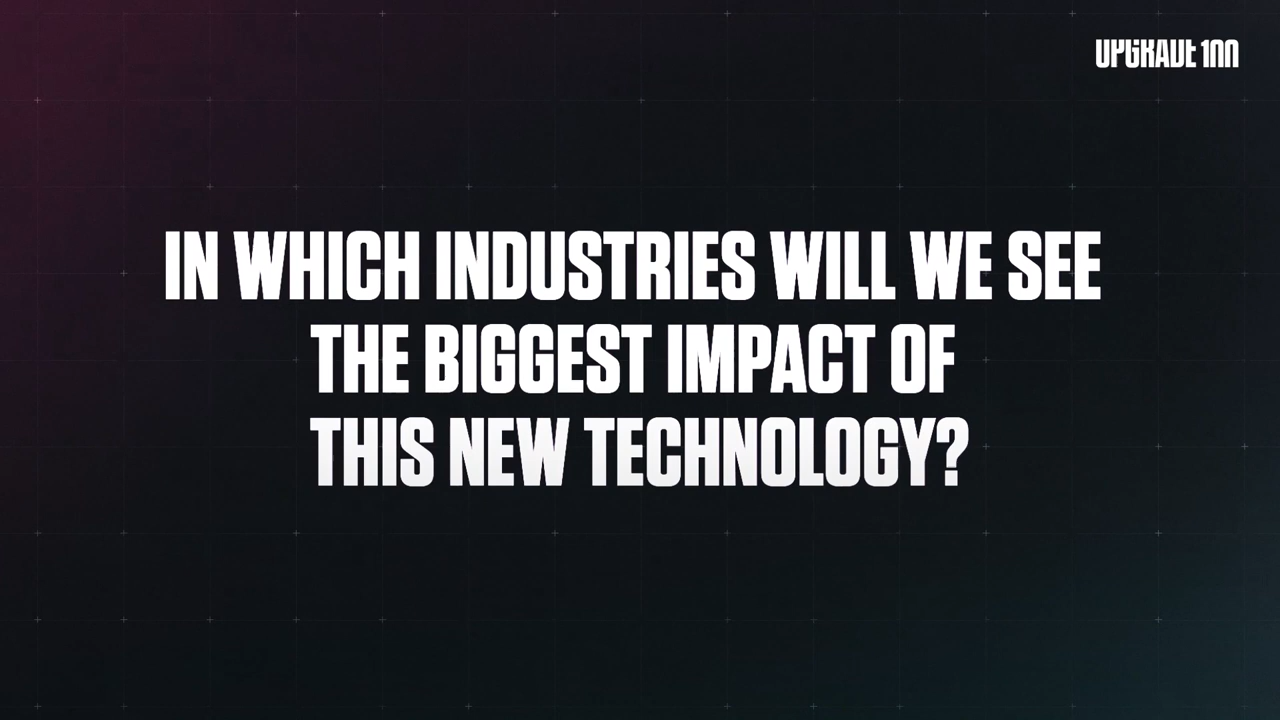 UPGRADE 100
IN WHICH INDUSTRIES WILL WE SEE
THE BIGGEST IMPACT OF
THIS NEW TECHNOLOGY?